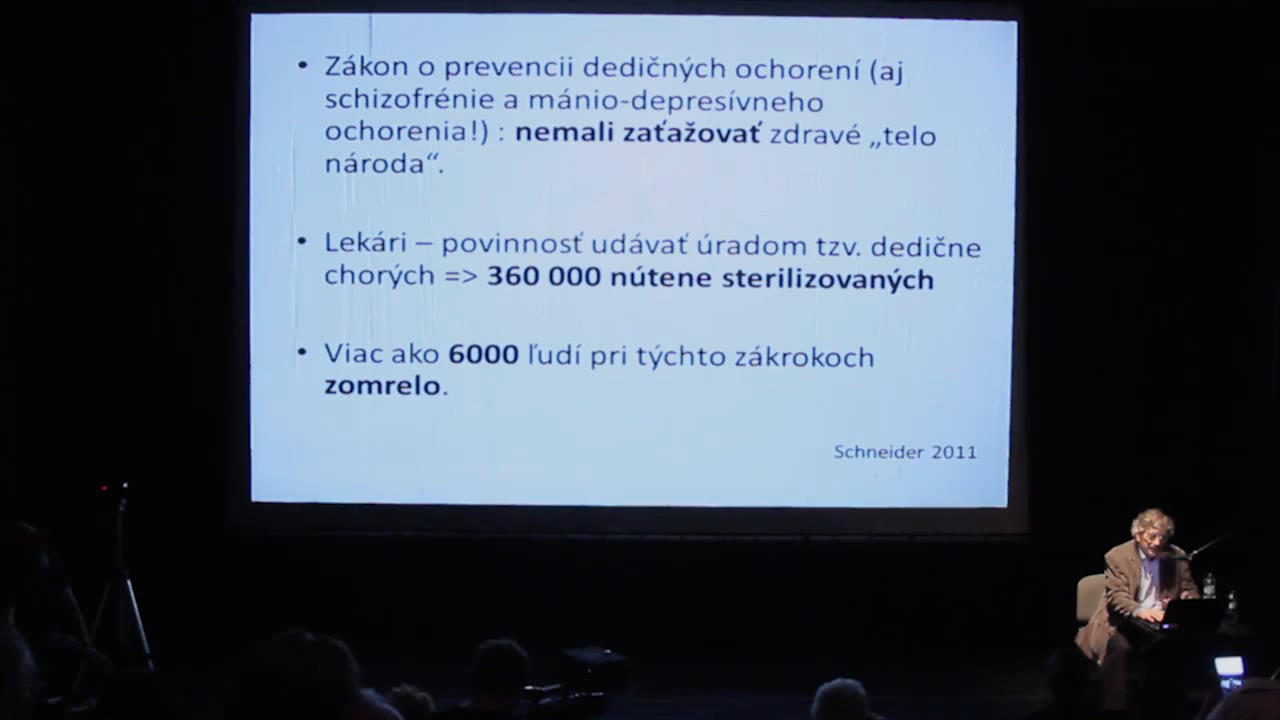 • Zákon o prevencii dedičných ochorení (aj
schizofrénie a mánio-depresívneho
ochorenia!) : nemali zaťažovať zdravé „telo
národa“.
• Lekári – povinnosť udávať úradom tzv. dedične
chorých => 360 000 nútene sterilizovaných
• Viac ako 6000 ľudí pri týchto zákrokoch
zomrelo.
Schneider 2011